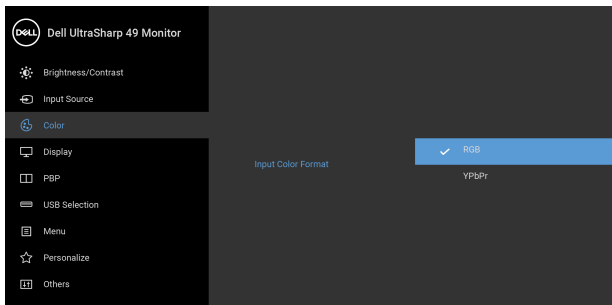 DELL Dell UltraSharp 49 Monitor
Brightness/Contrast
Input Source
Color
Display
PBP
USB Selection
Menu
Personalize
Others
Input Color Format
RGB
YPbPr